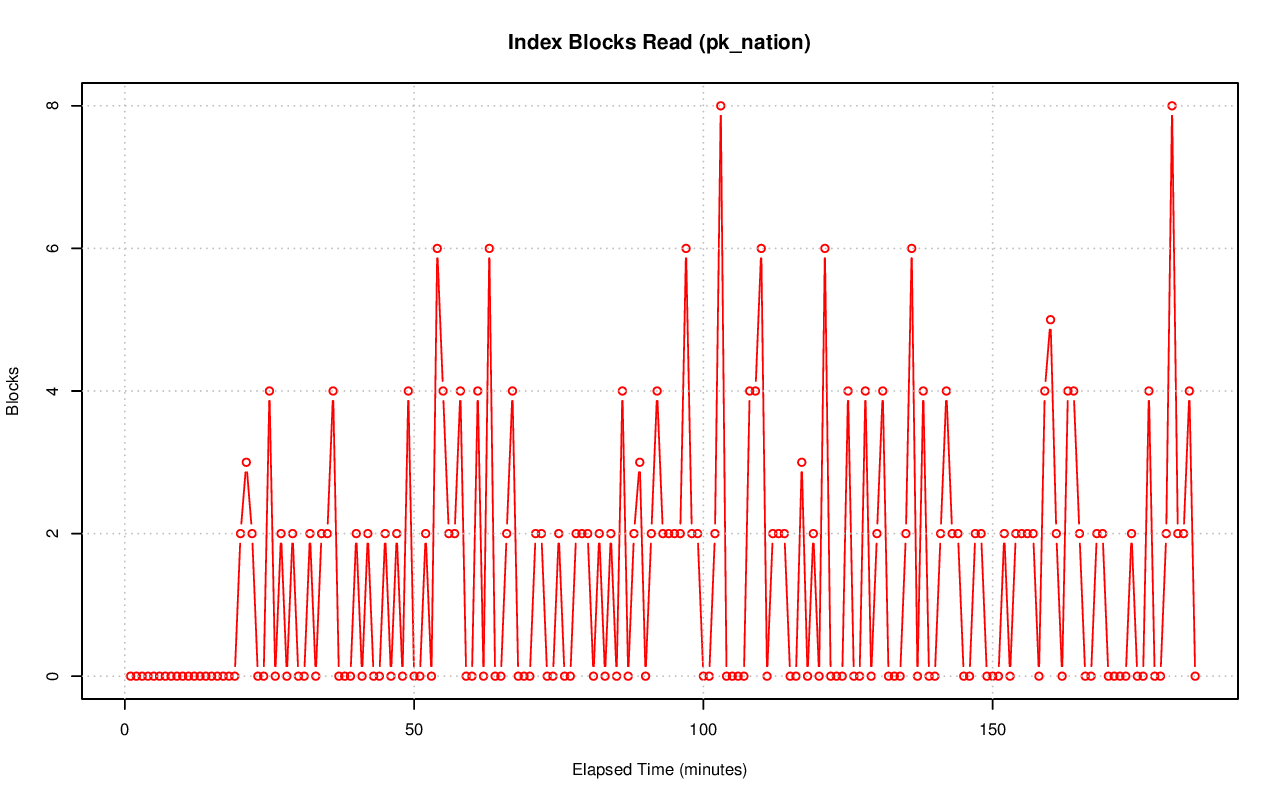 Index Blocks Read (pk_nation)
Blocks
8
6
4
2
0
0 50 100 150
Elapsed Time (minutes)